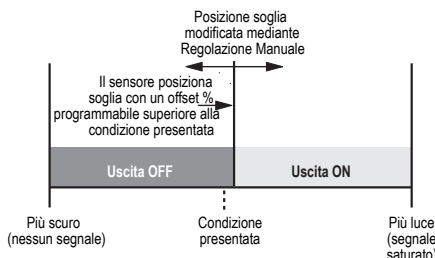 Posizione soglia
modificata mediante
Regolazione Manuale
Il sensore posiziona
soglia con un offset %
programmabile superiore alla
condizione presentata
Uscita OFF
Uscita ON
Più scuro
(nessun segnale)
Condizione
presentata
Più luce
(segnale
saturato)